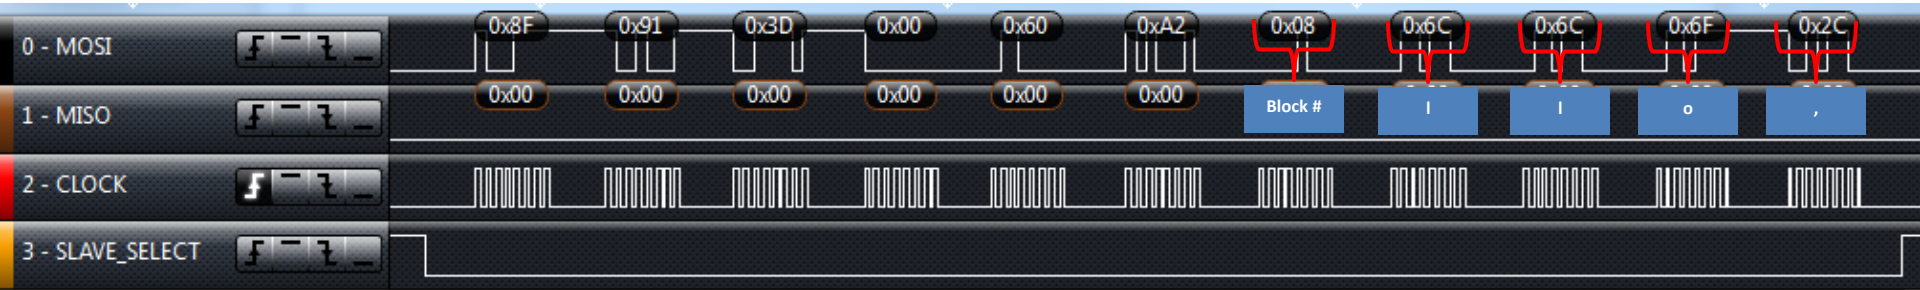 0 - MOSI 0x8F 0x91 0x3D 0x00 0x60 0xA2 0x08 0x6C 0x6C 0x6F 0x2C
0x00 0x00 0x00 0x00 0x00 0x00
1 - MISO Block # l l o ,
2 - CLOCK
3 - SLAVE_SELECT